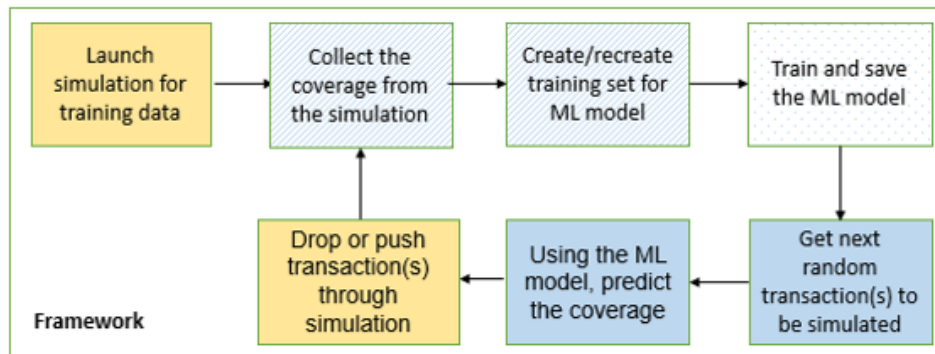 Launch
simulation for
training data
Collect the
coverage from
the simulation
Create/recreate
training set for
ML model
Train and save
the ML model
Drop or push
transaction(s)
through
simulation
Using the ML
model, predict
the coverage
Get next
random
transaction(s) to
be simulated
Framework